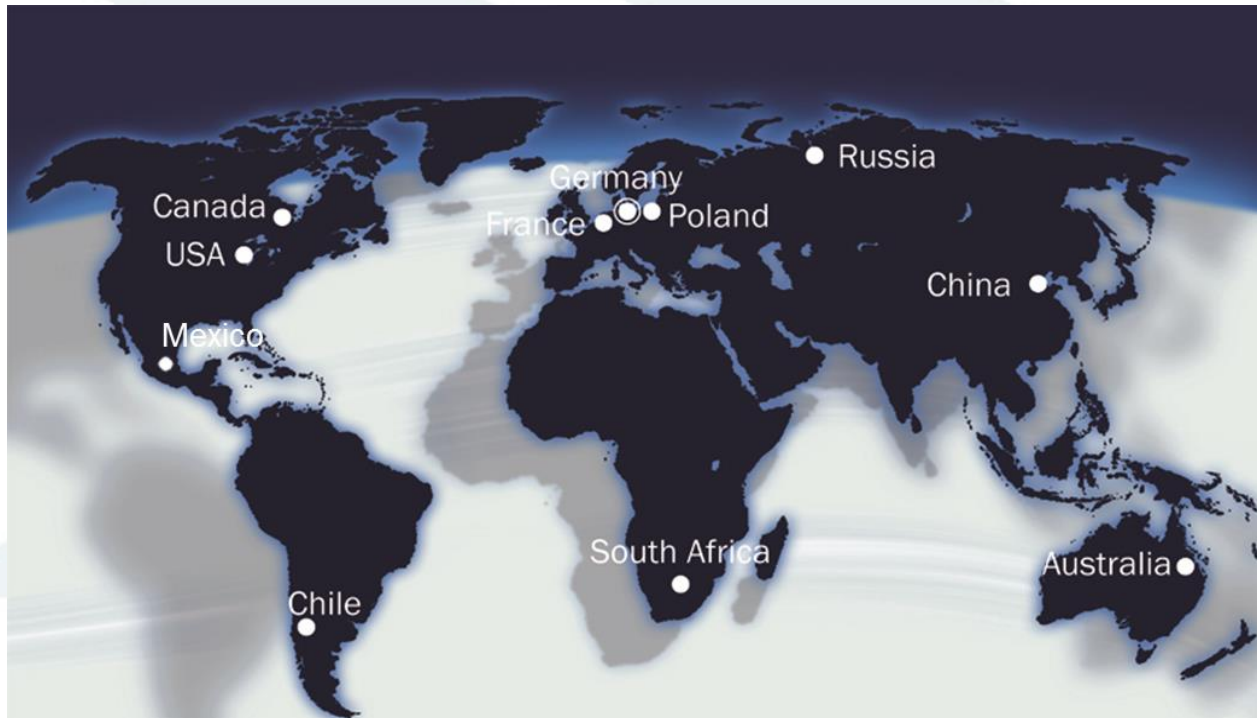 Russia
Germany
Canada
France
Poland
USA
China
Mexico
South Africa
Australia
Chile